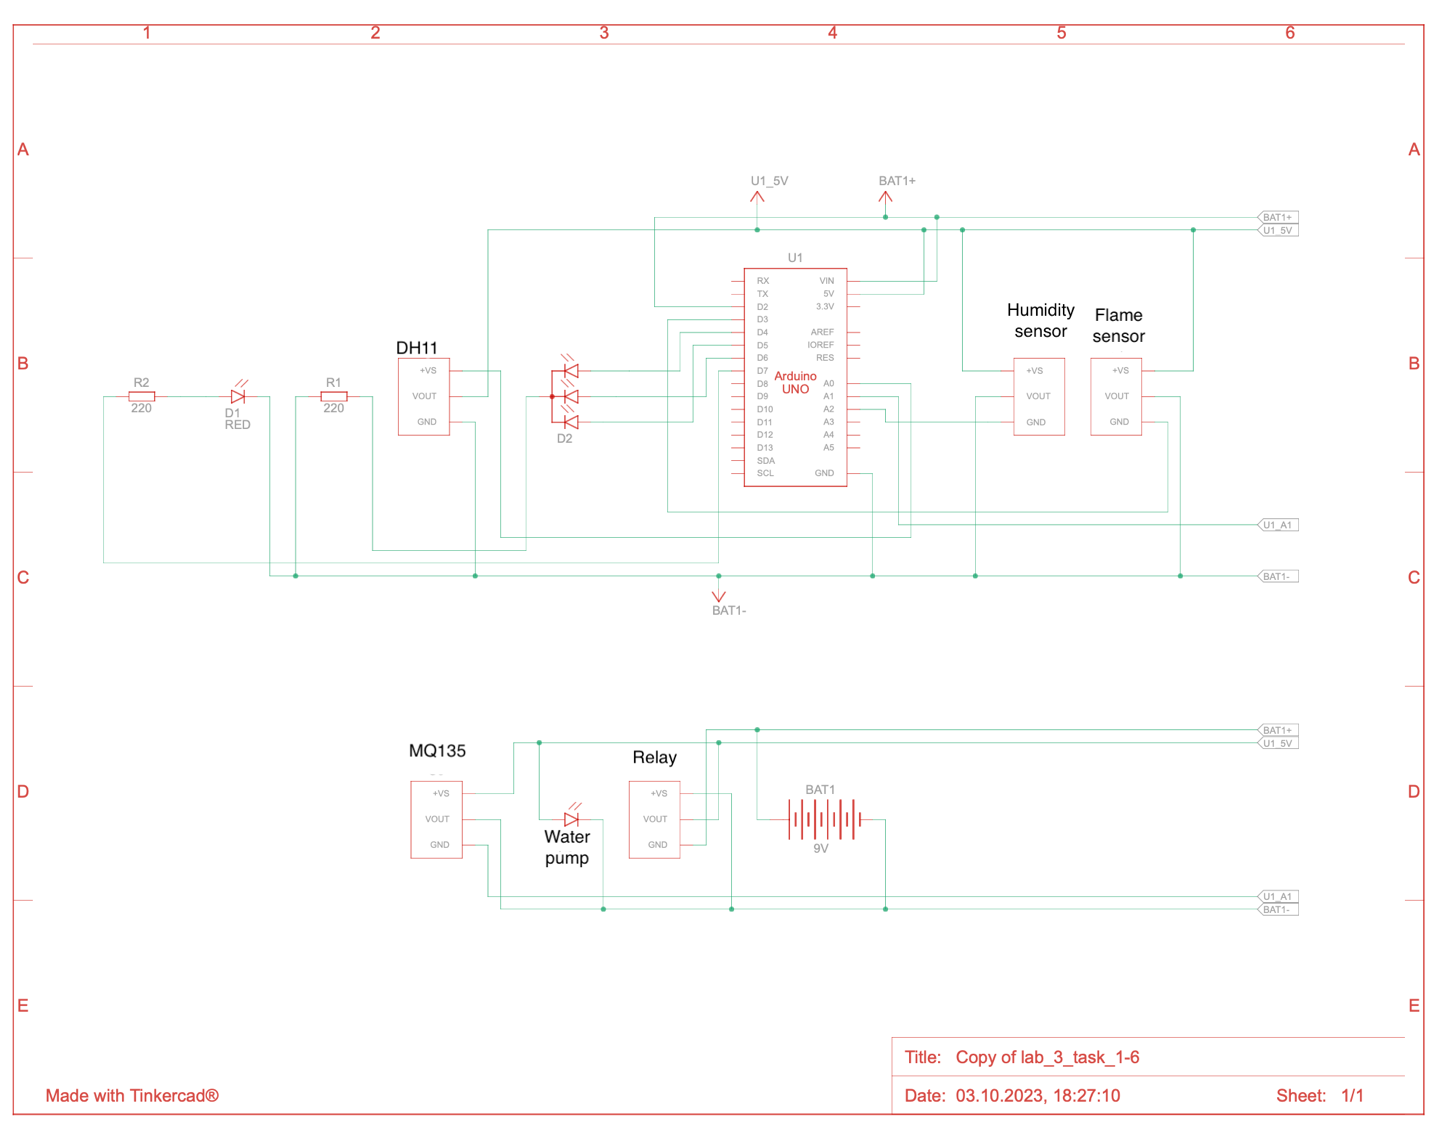 1 2 3 4 5 6
A A
U1_5V BAT1+
BAT1+
U1_5V
U1
RX VIN
TX 5V
D2 3.3V
D3
D4 AREF
D5 IOREF
D6 RES
D7
D8 A0
D9 A1
D10 A2
D11 A3
D12 A4
D13 A5
SDA
SCL GND
Arduino
UNO
Humidity
sensor
Flame
sensor
B B
DH11
+VS
VOUT
GND
R2
220
D1
RED
R1
220
D2
+VS
VOUT
GND
+VS
VOUT
GND
U1_A1
C C
BAT1-
BAT1-
BAT1+
U1_5V
MQ135
Relay
D D
+VS
VOUT
GND
Water
pump
+VS
VOUT
GND
BAT1
9V
U1_A1
BAT1-
E E
Title: Copy of lab_3_task_1-6
Made with Tinkercad®
Date: 03.10.2023, 18:27:10 Sheet: 1/1